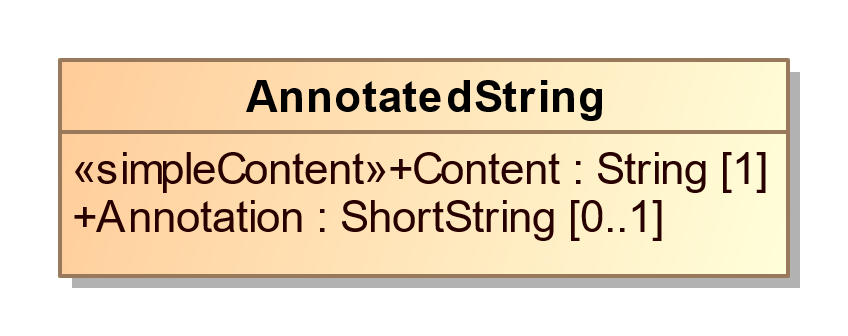 AnnotatedString
«simpleContent»+Content : String [1]
+Annotation : ShortString [0..1]